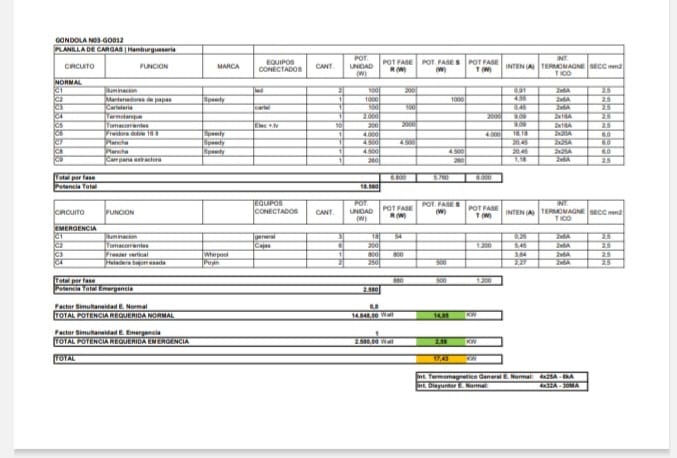 GONDOLA N03-GO012
PLANILLA DE CARGAS | Hamburgueseria
CIRCUITO FUNCION MARCA EQUIPOS CONECTADOS CANT. POT. UNIDAD (W) POT FASE R (W) POT. FASE S (W) POT FASE T (W) INTEN (A) INT. TERMOMAGNETICO SECC mm2
NORMAL
C1 Iluminacion led 2 100 200 0,91 2x6A 2.5
C2 Mantenedores de papas Speedy 1 1000 1000 4.55 2x6A 2.5
C3 Carteleria cartel 1 100 100 0.45 2x6A 2.5
C4 Termotanque 1 2.000 2000 9.09 2x16A 2.5
C5 Tomacorrientes Elec +.tv 10 200 2000 9.09 2x16A 2.5
C6 Freidora doble 18 lt Speedy 1 4.000 4.000 18,18 2x20A 6.0
C7 Plancha Speedy 1 4.500 4.500 20,45 2x25A 6.0
C8 Plancha Speedy 1 4.500 4.500 20,45 2x25A 6.0
C9 Campana extractora 1 260 260 1,18 2x6A 2.5
Total por fase 6.800 5.760 6.000
Potencia Total 18.560
CIRCUITO FUNCION EQUIPOS CONECTADOS CANT. POT. UNIDAD (W) POT FASE R (W) POT. FASE S (W) POT FASE T (W) INTEN (A) INT. TERMOMAGNETICO SECC mm2
EMERGENCIA
C1 Iluminacion general 3 18 54 0,25 2x6A 2.5
C2 Tomacorrientes Cajas 6 200 1.200 5,45 2x6A 2.5
C3 Freezer vertical Whirpool 1 800 800 3,64 2x6A 2.5
C4 Heladera bajomesada 2 250 500 2,27 2x6A 2.5
Total por fase 500 1.200
Potencia Total Emergencia 2.580
Factor Simultaneidad E. Normal 0,8
TOTAL POTENCIA REQUERIDA NORMAL 14.848,00 Watt 14,85 KW
Factor Simultaneidad E. Emergencia 1
TOTAL POTENCIA REQUERIDA EMERGENCIA 2.580,00 Watt 2,58 KW
TOTAL 17,43 KW
Int. Termomagnetico General E. Normal: 4x25A - 6kA
Int. Disyuntor E. Normal: 4x32A - 30MA